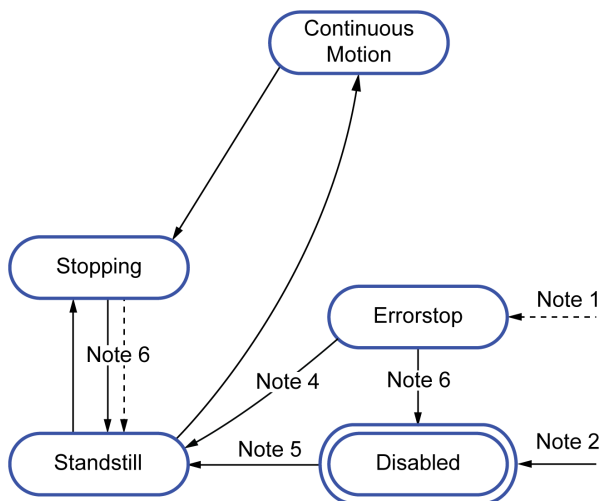 Continuous
Motion
Stopping
Errorstop
Note 1
Note 6
Note 4
Note 6
Note 2
Note 5
Standstill
Disabled